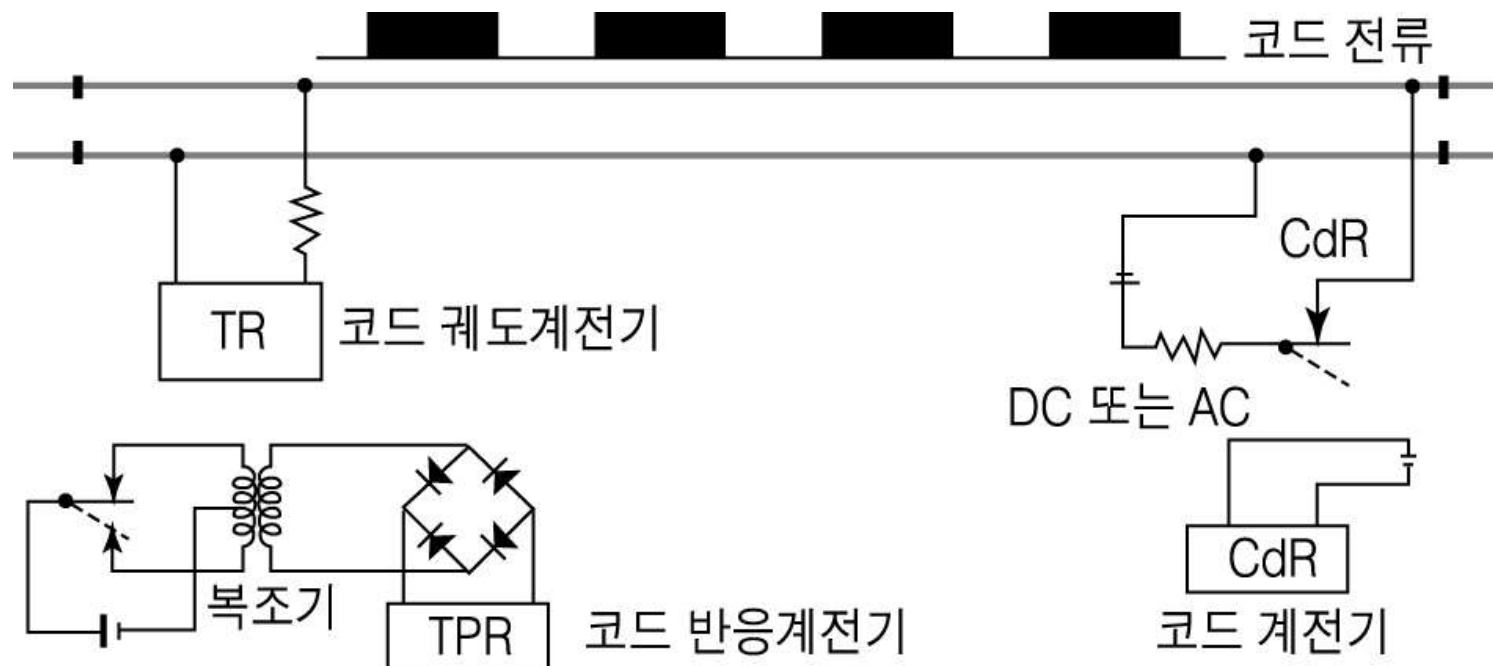 코드 전류
CdR
TR
코드 궤도계전기
DC 또는 AC
복조기
TPR
코드 반응계전기
CdR
코드 계전기